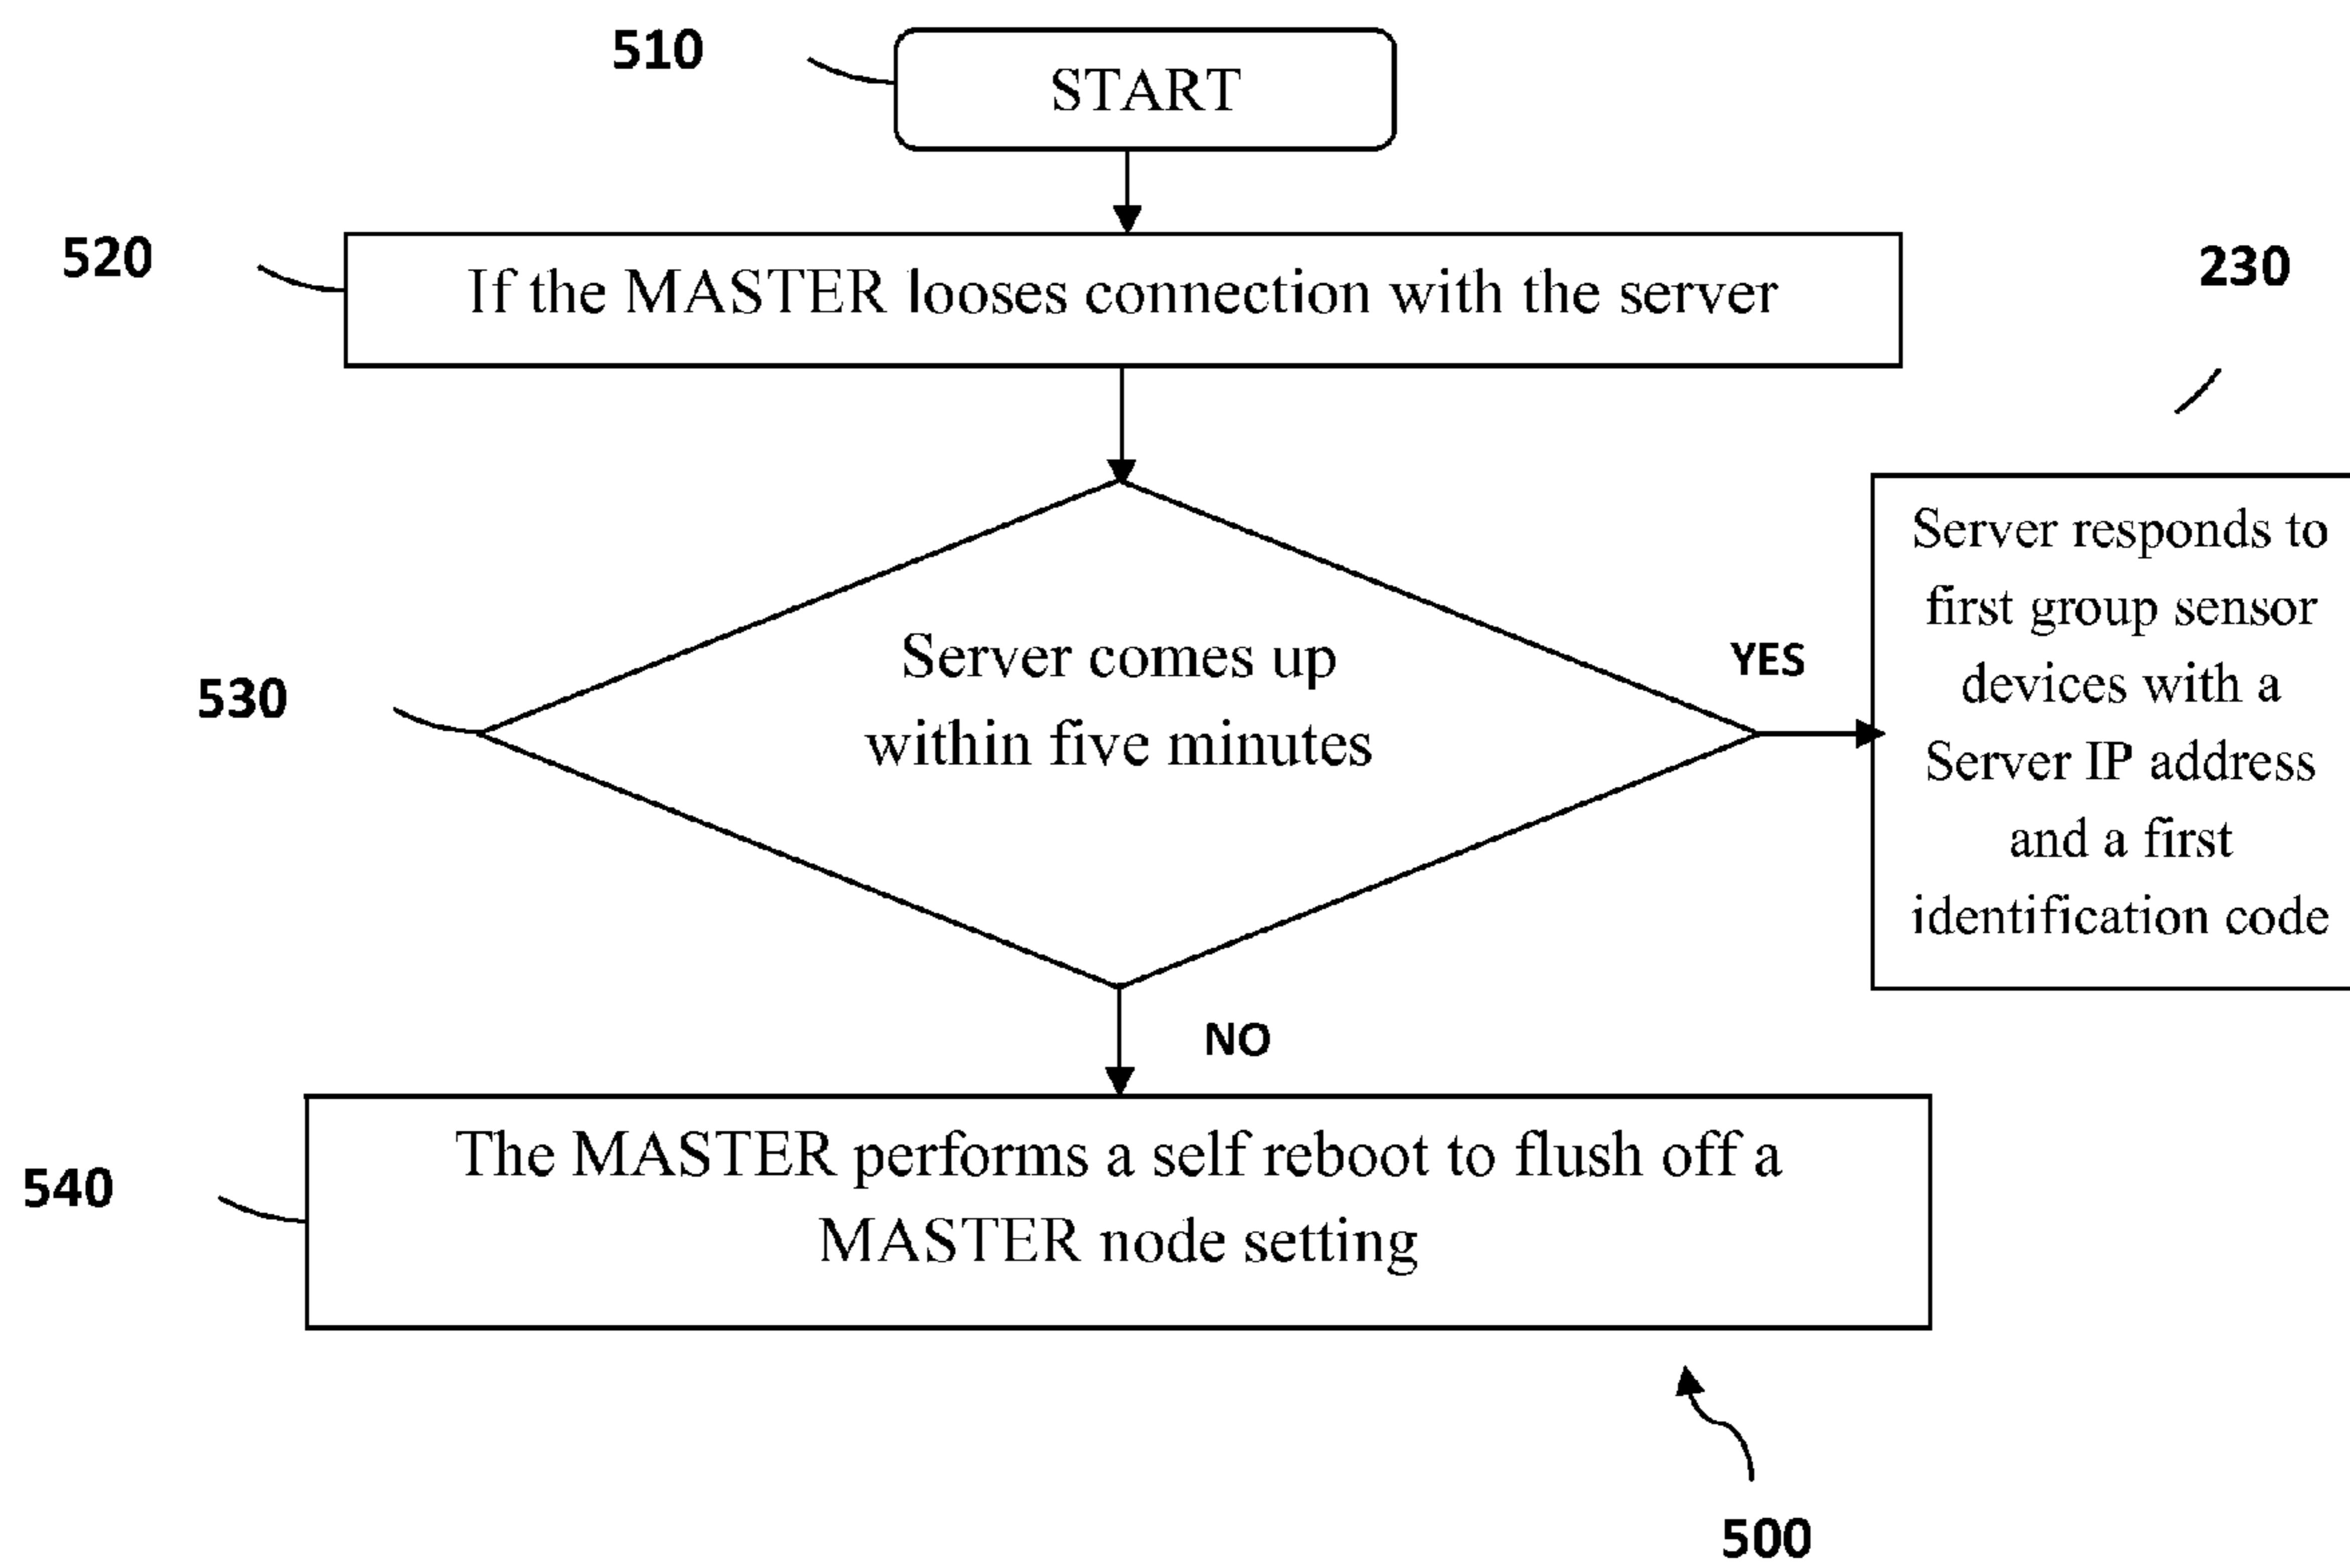 510
START
520
If the MASTER looses connection with the server
230
530
Server comes up
within five minutes
YES
Server responds to
first group sensor
devices with a
Server IP address
and a first
identification code
NO
540
The MASTER performs a self reboot to flush off a
MASTER node setting
500